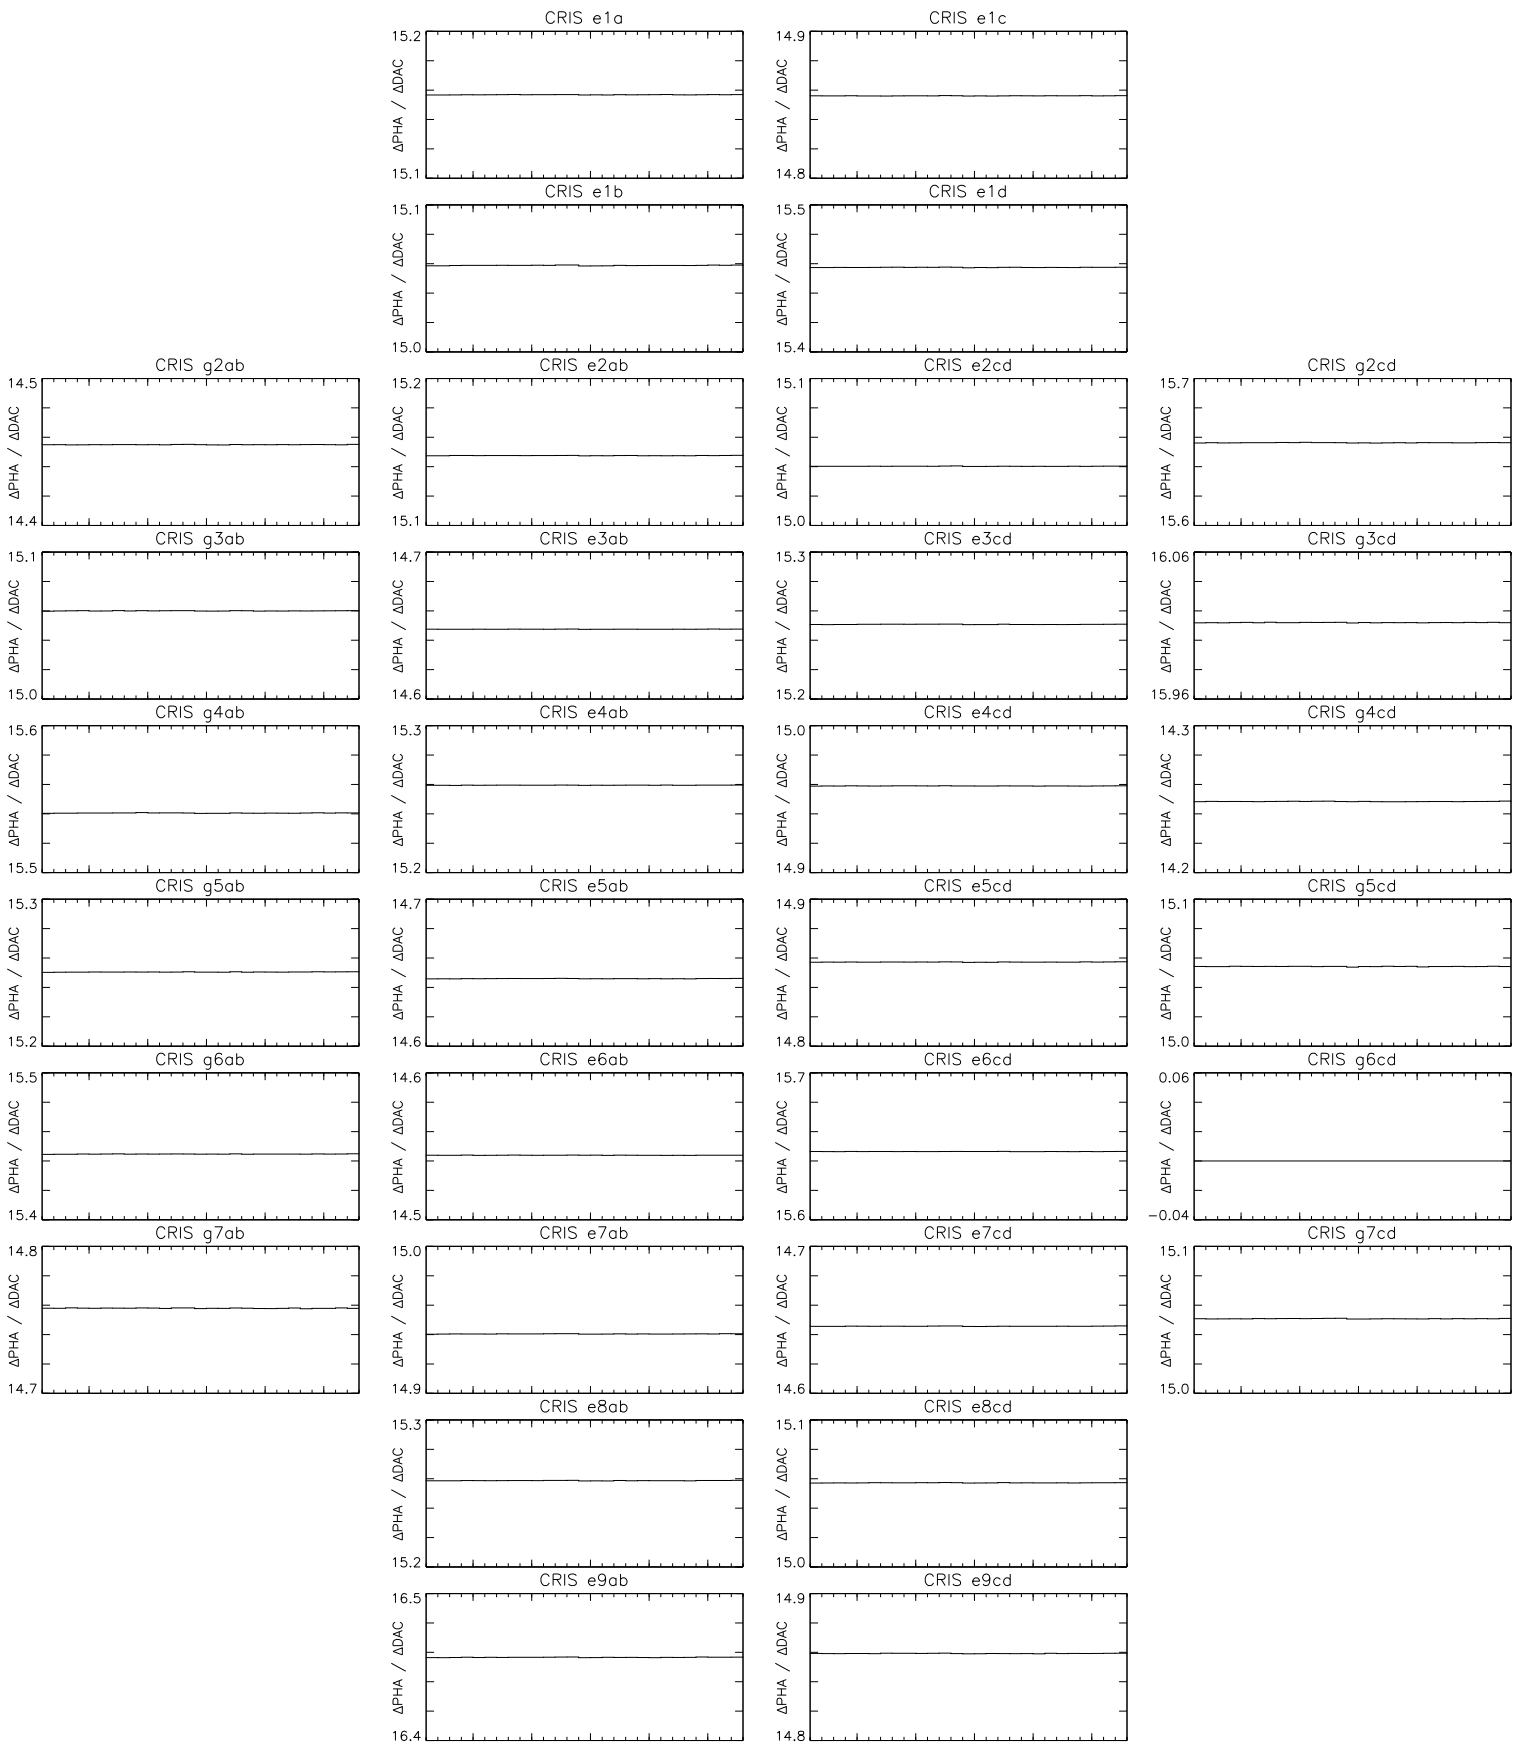 CRIS e1a
15.2
ΔPHA / ΔDAC
15.1
CRIS e1c
14.9
ΔPHA / ΔDAC
14.8
CRIS e1b
15.1
ΔPHA / ΔDAC
15.0
CRIS e1d
15.5
ΔPHA / ΔDAC
15.4
CRIS g2ab
14.5
ΔPHA / ΔDAC
14.4
CRIS e2ab
15.2
ΔPHA / ΔDAC
15.1
CRIS e2cd
15.1
ΔPHA / ΔDAC
15.0
CRIS g2cd
15.7
ΔPHA / ΔDAC
15.6
CRIS g3ab
15.1
ΔPHA / ΔDAC
15.0
CRIS e3ab
14.7
ΔPHA / ΔDAC
14.6
CRIS e3cd
15.3
ΔPHA / ΔDAC
15.2
CRIS g3cd
16.06
ΔPHA / ΔDAC
15.96
CRIS g4ab
15.6
ΔPHA / ΔDAC
15.5
CRIS e4ab
15.3
ΔPHA / ΔDAC
15.2
CRIS e4cd
15.0
ΔPHA / ΔDAC
14.9
CRIS g4cd
14.3
ΔPHA / ΔDAC
14.2
CRIS g5ab
15.3
ΔPHA / ΔDAC
15.2
CRIS e5ab
14.7
ΔPHA / ΔDAC
14.6
CRIS e5cd
14.9
ΔPHA / ΔDAC
14.8
CRIS g5cd
15.1
ΔPHA / ΔDAC
15.0
CRIS g6ab
15.5
ΔPHA / ΔDAC
15.4
CRIS e6ab
14.6
ΔPHA / ΔDAC
14.5
CRIS e6cd
15.7
ΔPHA / ΔDAC
15.6
CRIS g6cd
0.06
ΔPHA / ΔDAC
−0.04
CRIS g7ab
14.8
ΔPHA / ΔDAC
14.7
CRIS e7ab
15.0
ΔPHA / ΔDAC
14.9
CRIS e7cd
14.7
ΔPHA / ΔDAC
14.6
CRIS g7cd
15.1
ΔPHA / ΔDAC
15.0
CRIS e8ab
15.3
ΔPHA / ΔDAC
15.2
CRIS e8cd
15.1
ΔPHA / ΔDAC
15.0
CRIS e9ab
16.5
ΔPHA / ΔDAC
16.4
CRIS e9cd
14.9
ΔPHA / ΔDAC
14.8